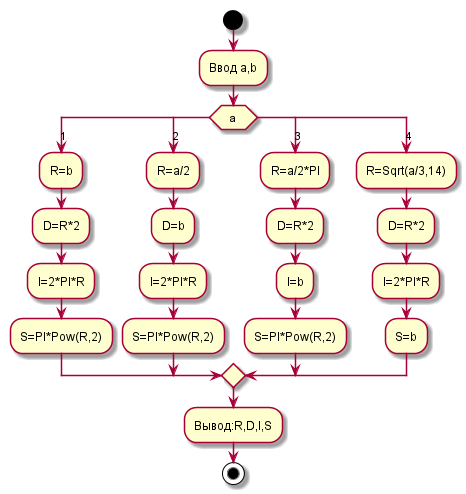 Ввод a,b
a
1
2
3
4
R=b
R=a/2
R=a/2*PI
R=Sqrt(a/3,14)
D=R*2
D=b
D=R*2
D=R*2
I=2*PI*R
I=2*PI*R
I=b
I=2*PI*R
S=PI*Pow(R,2)
S=PI*Pow(R,2)
S=PI*Pow(R,2)
S=b
Вывод:R,D,I,S